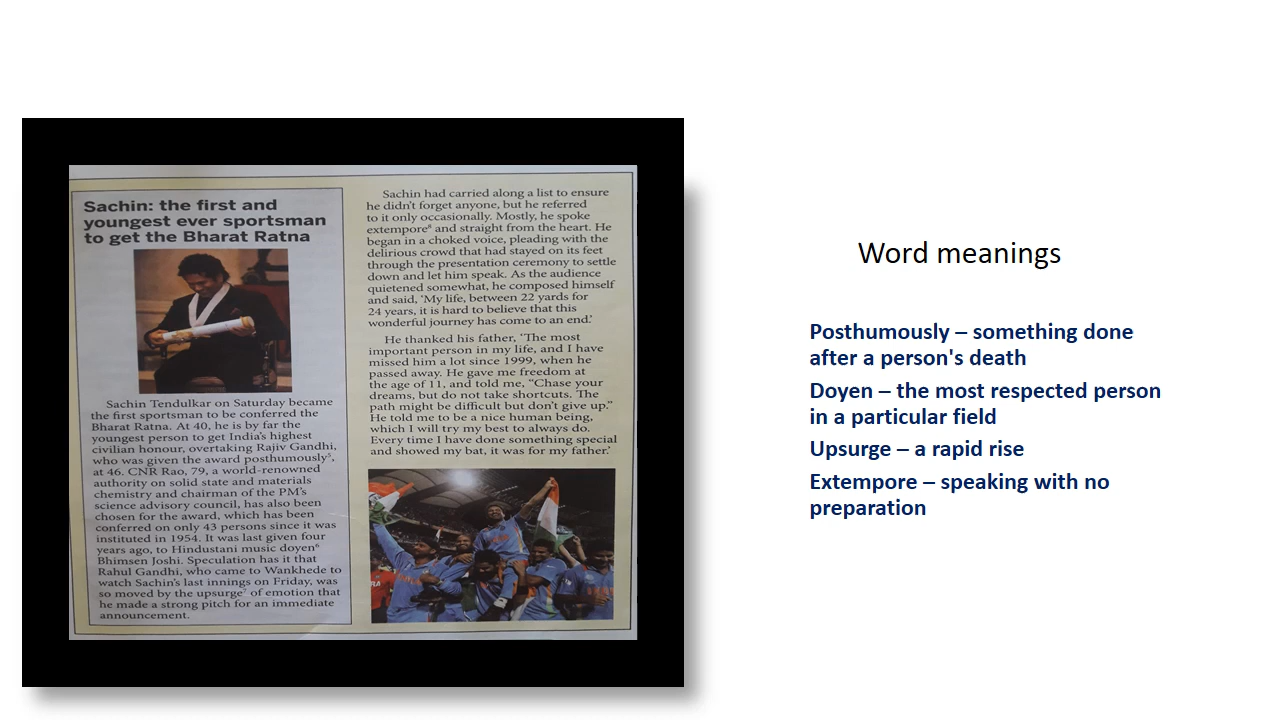 Sachin: the first and
youngest ever sportsman
to get the Bharat Ratna
Sachin Tendulkar on Saturday became
the first sportsman to be conferred the
Bharat Ratna. At 40, he is by far the
youngest person to get India's highest
civilian honour, overtaking Rajiv Gandhi,
who was given the award posthumously⁵,
at 46. CNR Rao, 79, a world-renowned
authority on solid state and materials
chemistry and chairman of the PM's
science advisory council, has also been
chosen for the award, which has been
conferred on only 43 persons since it was
instituted in 1954. It was last given four
years ago, to Hindustani music doyen⁶
Bhimsen Joshi. Speculation has it that
Rahul Gandhi, who came to Wankhede to
watch Sachin's last innings on Friday, was
so moved by the upsurge⁷ of emotion that
he made a strong pitch for an immediate
announcement.
Sachin had carried along a list to ensure
he didn't forget anyone, but he referred
to it only occasionally. Mostly, he spoke
extempore⁸ and straight from the heart. He
began in a choked voice, pleading with the
delirious crowd that had stayed on its feet
through the presentation ceremony to settle
down and let him speak. As the audience
quietened somewhat, he composed himself
and said, 'My life, between 22 yards for
24 years, it is hard to believe that this
wonderful journey has come to an end.'
He thanked his father, 'The most
important person in my life, and I have
missed him a lot since 1999, when he
passed away. He gave me freedom at
the age of 11, and told me, "Chase your
dreams, but do not take shortcuts. The
path might be difficult but don't give up."
He told me to be a nice human being,
which I will try my best to always do.
Every time I have done something special
and showed my bat, it was for my father.'
Word meanings
Posthumously – something done
after a person's death
Doyen – the most respected person
in a particular field
Upsurge – a rapid rise
Extempore – speaking with no
preparation